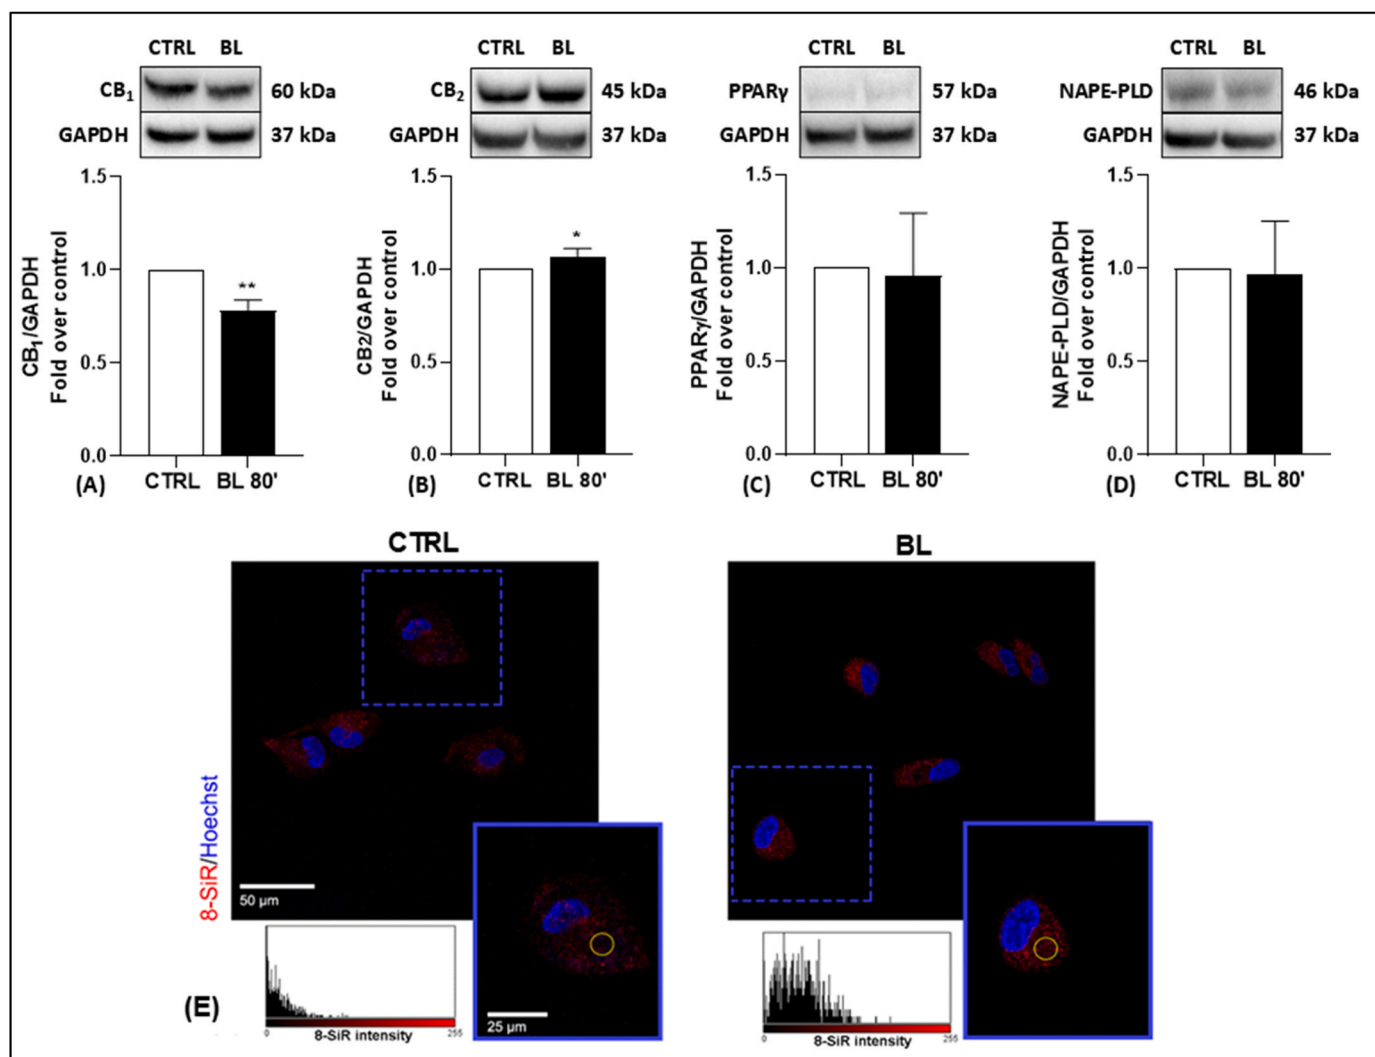 CTRL BL
CB1 60 kDa
GAPDH 37 kDa
1.5
1.0
0.5
0.0
CB1/GAPDH
Fold over control
**
CTRL BL 80'
(A)
CTRL BL
CB2 45 kDa
GAPDH 37 kDa
1.5
1.0
0.5
0.0
CB2/GAPDH
Fold over control
*
CTRL BL 80'
(B)
CTRL BL
PPARγ 57 kDa
GAPDH 37 kDa
1.5
1.0
0.5
0.0
PPARγ/GAPDH
Fold over control
CTRL BL 80'
(C)
CTRL BL
NAPE-PLD 46 kDa
GAPDH 37 kDa
1.5
1.0
0.5
0.0
NAPE-PLD/GAPDH
Fold over control
CTRL BL 80'
(D)
CTRL
BL
8-SiR/Hoechst
50 µm
25 µm
(E)
0 255
8-SiR intensity
0 255
8-SiR intensity